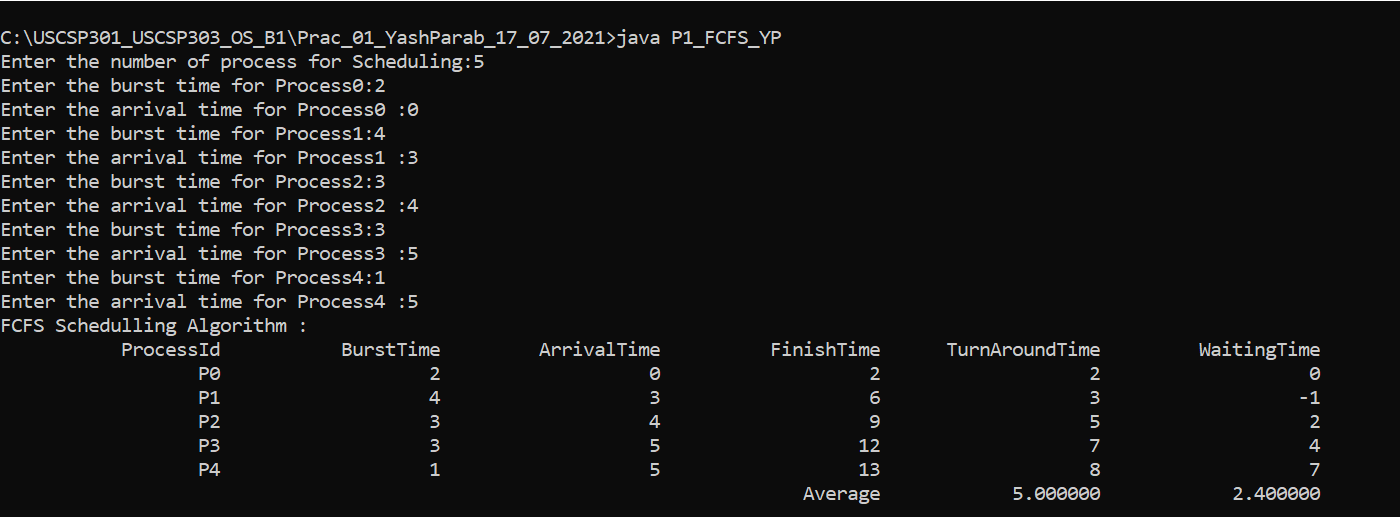 C:\USCSP301_USCSP303_OS_B1\Prac_01_YashParab_17_07_2021>java P1_FCFS_YP
Enter the number of process for Scheduling:5
Enter the burst time for Process0:2
Enter the arrival time for Process0 :0
Enter the burst time for Process1:4
Enter the arrival time for Process1 :3
Enter the burst time for Process2:3
Enter the arrival time for Process2 :4
Enter the burst time for Process3:3
Enter the arrival time for Process3 :5
Enter the burst time for Process4:1
Enter the arrival time for Process4 :5
FCFS Schedulling Algorithm :
ProcessId BurstTime ArrivalTime FinishTime TurnAroundTime WaitingTime
P0 2 0 2 2 0
P1 4 3 6 3 -1
P2 3 4 9 5 2
P3 3 5 12 7 4
P4 1 5 13 8 7
Average 5.000000 2.400000